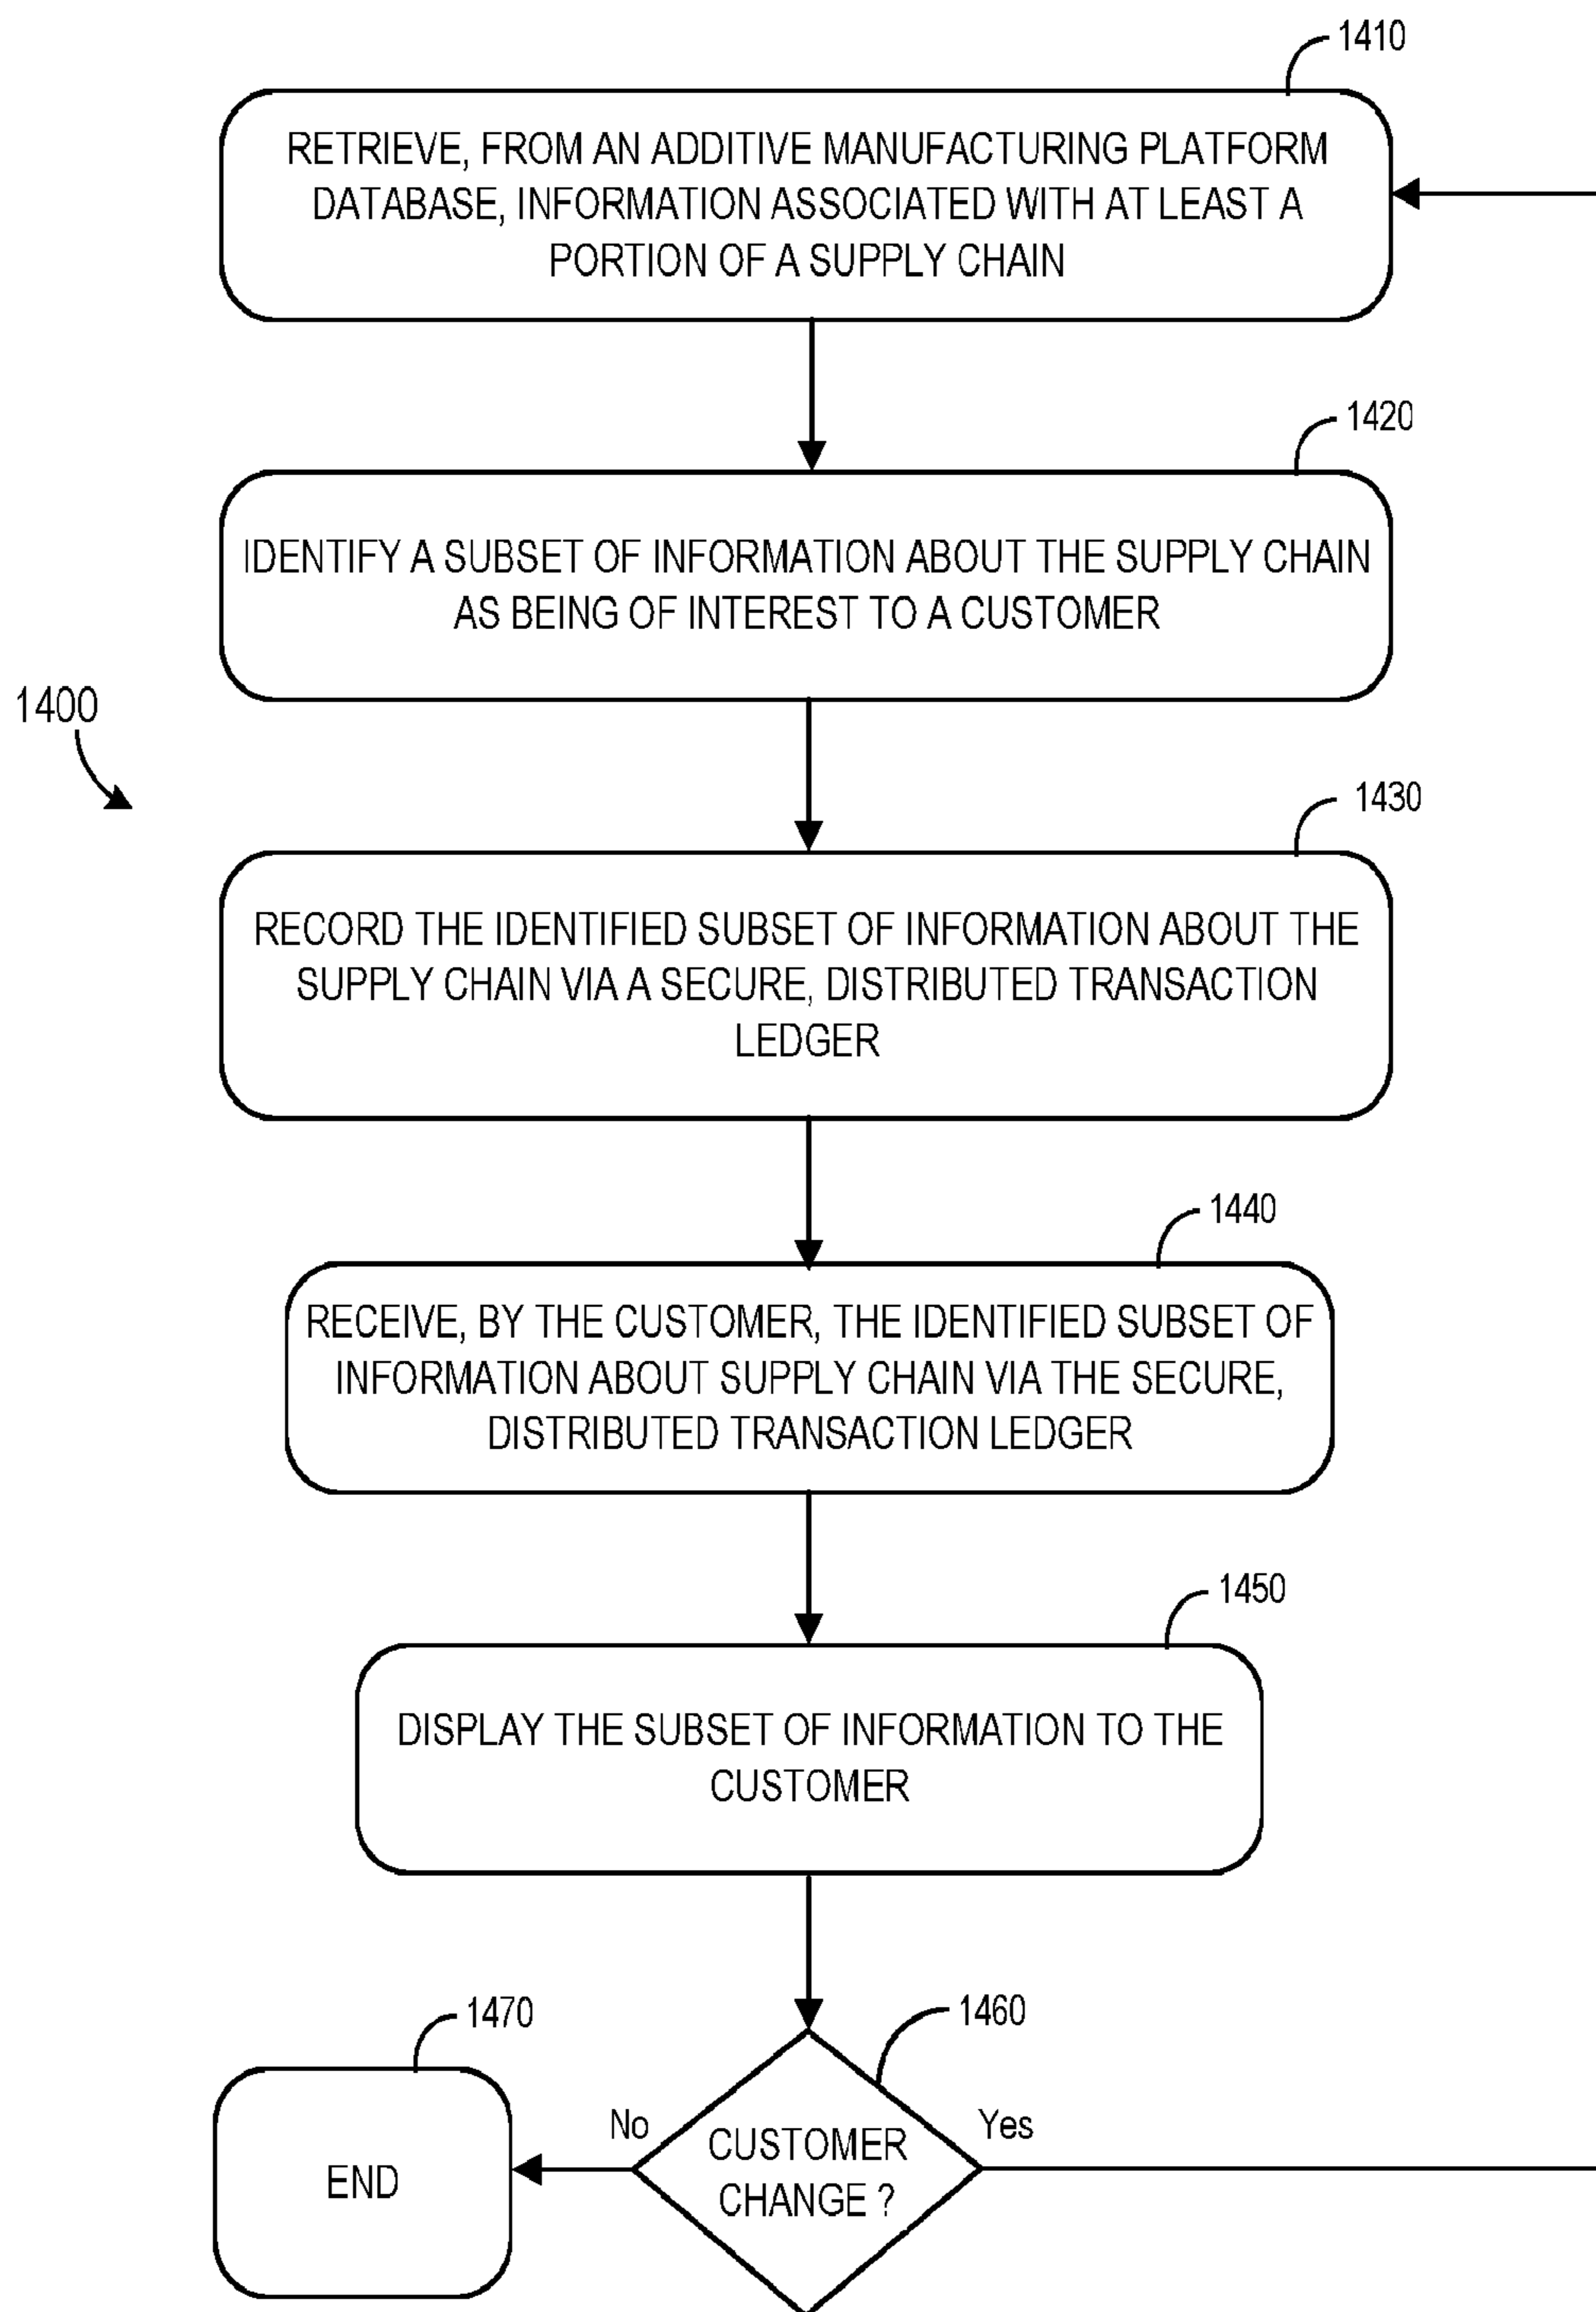 1410
RETRIEVE, FROM AN ADDITIVE MANUFACTURING PLATFORM
DATABASE, INFORMATION ASSOCIATED WITH AT LEAST A
PORTION OF A SUPPLY CHAIN
1420
IDENTIFY A SUBSET OF INFORMATION ABOUT THE SUPPLY CHAIN
AS BEING OF INTEREST TO A CUSTOMER
1400
1430
RECORD THE IDENTIFIED SUBSET OF INFORMATION ABOUT THE
SUPPLY CHAIN VIA A SECURE, DISTRIBUTED TRANSACTION
LEDGER
1440
RECEIVE, BY THE CUSTOMER, THE IDENTIFIED SUBSET OF
INFORMATION ABOUT SUPPLY CHAIN VIA THE SECURE,
DISTRIBUTED TRANSACTION LEDGER
1450
DISPLAY THE SUBSET OF INFORMATION TO THE
CUSTOMER
1470
1460
No
Yes
CUSTOMER
CHANGE ?
END